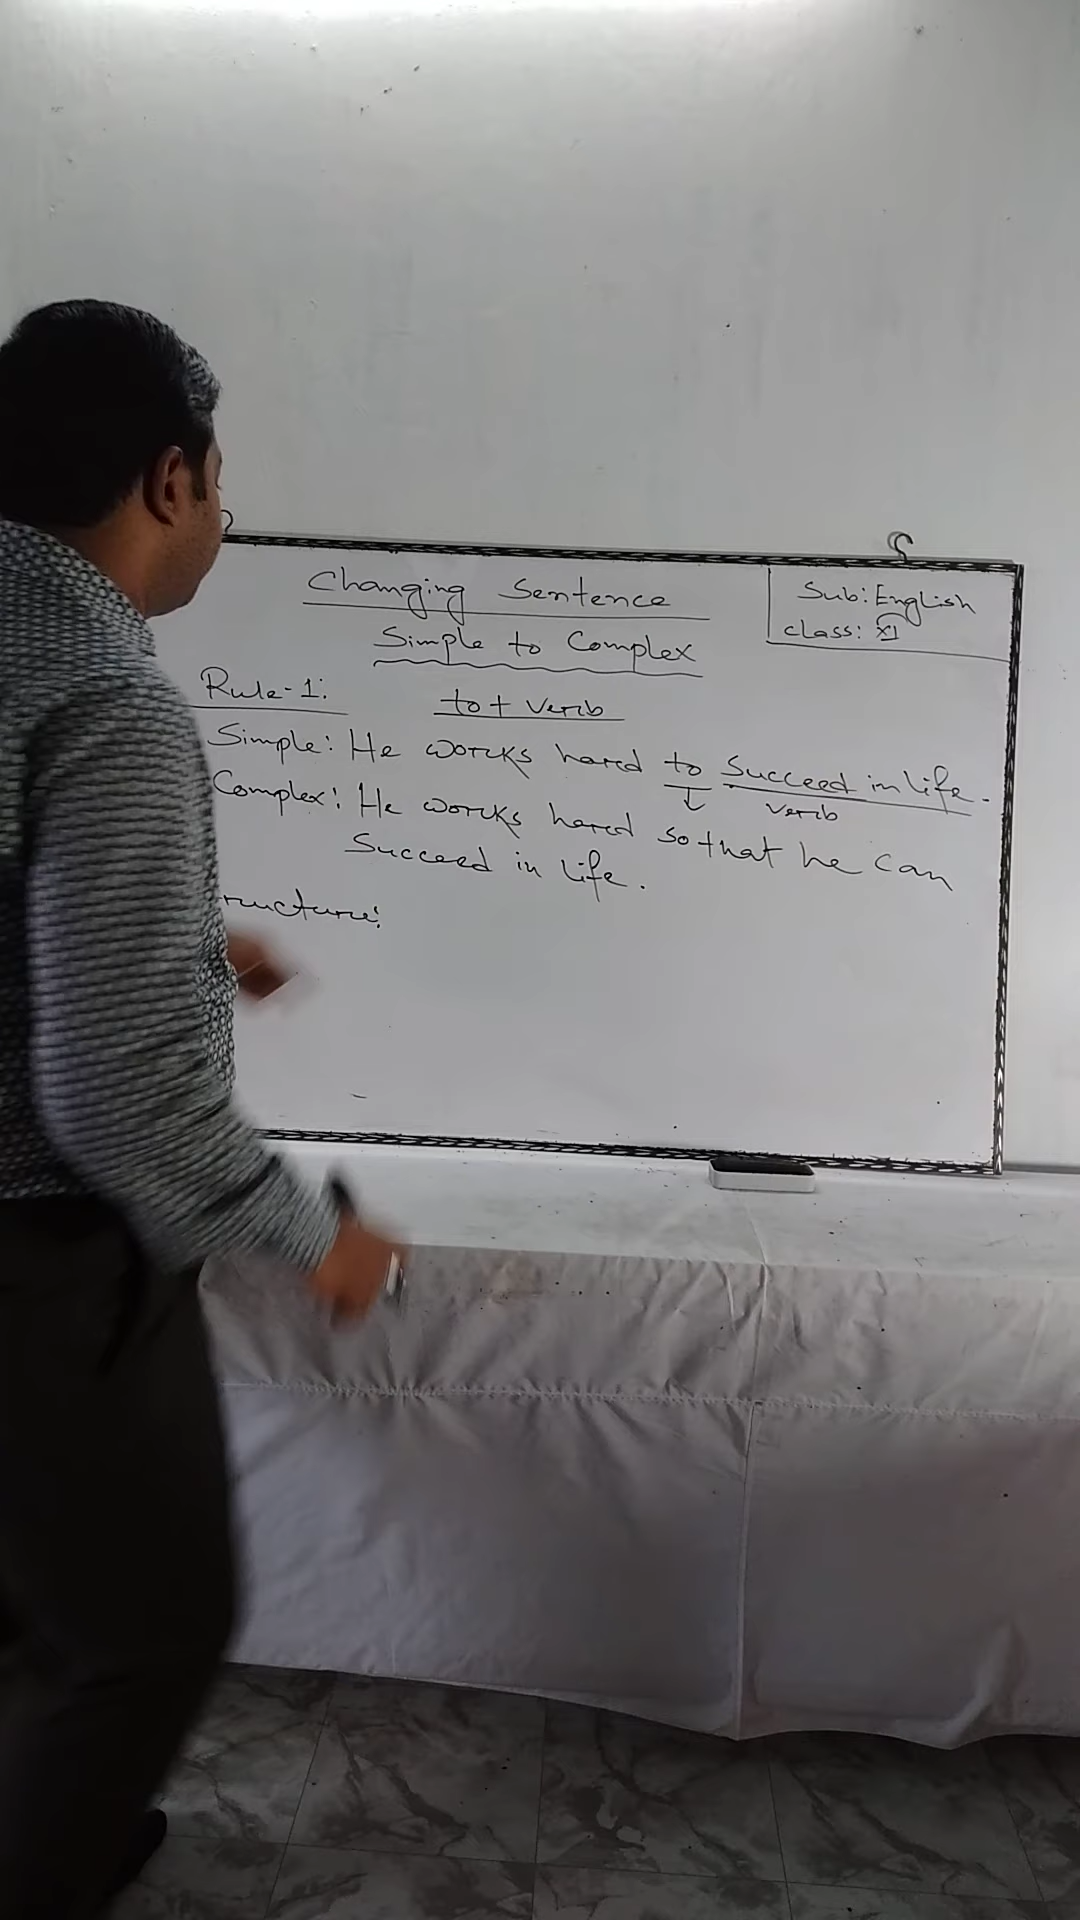 Changing Sentence
Sub: English
class: XI
Simple to Complex
Rule-1:
to + verb
Simple: He works hard to succeed in life.
verb
Complex: He works hard so that he can
succeed in life.
ructure: